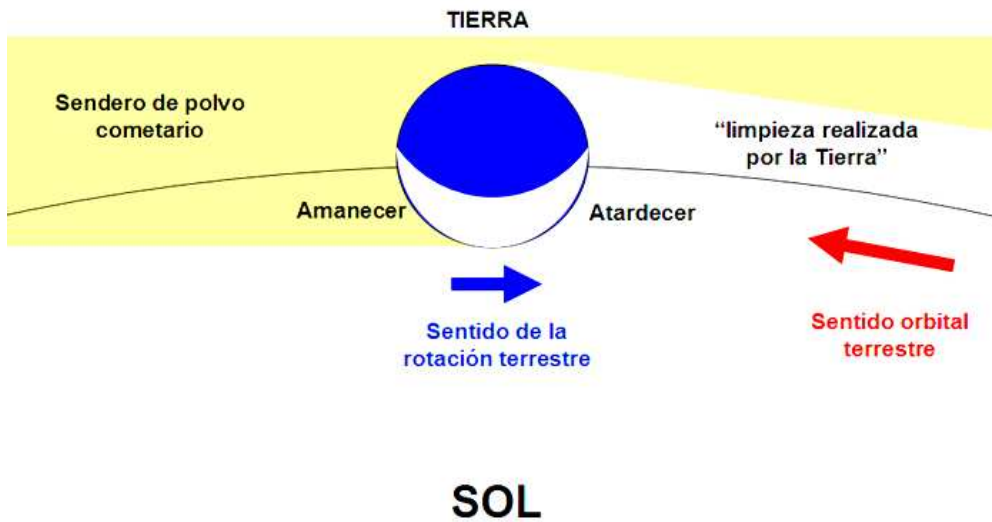 TIERRA
Sendero de polvo
cometario
“limpieza realizada
por la Tierra”
Amanecer
Atardecer
Sentido de la
rotación terrestre
Sentido orbital
terrestre
SOL